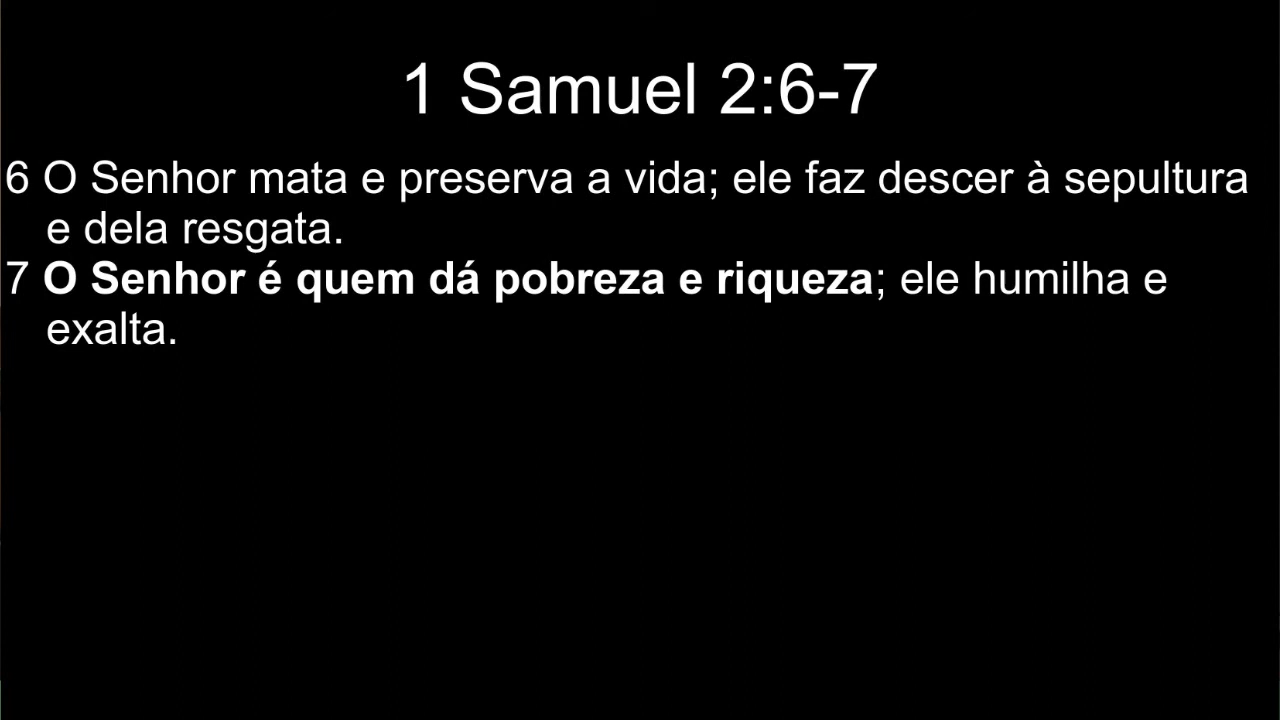 1 Samuel 2:6-7
6 O Senhor mata e preserva a vida; ele faz descer à sepultura
e dela resgata.
7 O Senhor é quem dá pobreza e riqueza; ele humilha e
exalta.